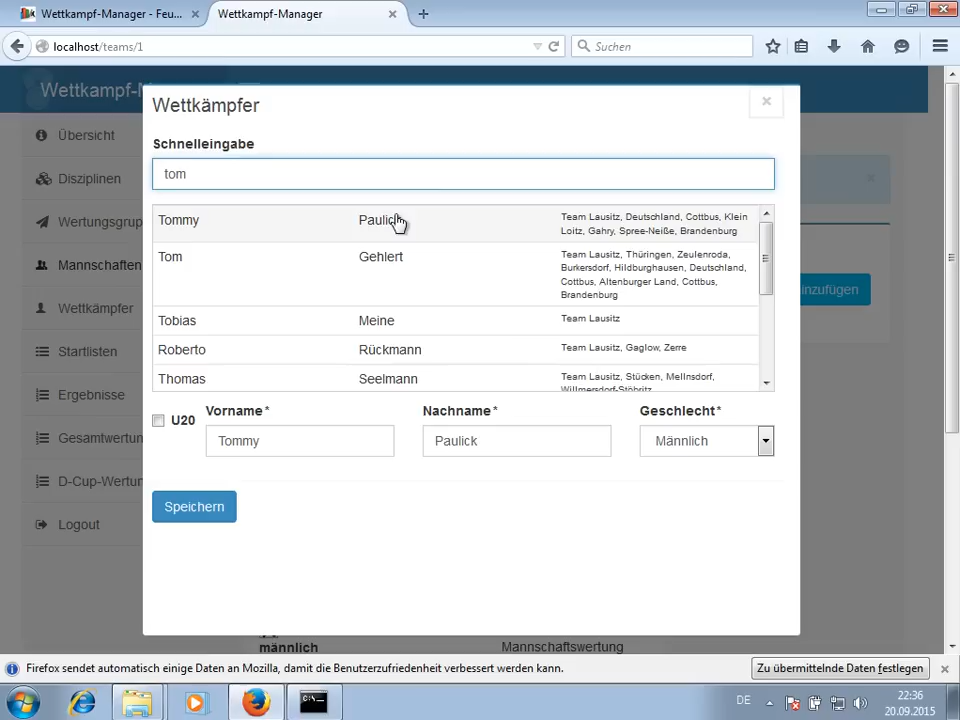 Wettkampf-Manager - Feu...
Wettkampf-Manager
localhost/teams/1
Suchen
Wettkampf-M
Wettkämpfer
Schnelleingabe
tom
Tommy Paulick Team Lausitz, Deutschland, Cottbus, Klein
Loitz, Gahry, Spree-Neiße, Brandenburg
Tom Gehlert Team Lausitz, Thüringen, Zeulenroda,
Burkersdorf, Hildburghausen, Deutschland,
Cottbus, Altenburger Land, Cottbus,
Brandenburg
Tobias Meine Team Lausitz
Roberto Rückmann Team Lausitz, Gaglow, Zerre
Thomas Seelmann Team Lausitz, Stücken, Mellnsdorf,
Willmersdorf-Stöbritz
U20 Vorname* Nachname* Geschlecht*
Tommy Paulick Männlich
Speichern
Übersicht
Disziplinen
Wertungsgrup
Mannschaften
Wettkämpfer
Startlisten
Ergebnisse
Gesamtwertun
D-Cup-Wertun
Logout
inzufügen
männlich Mannschaftswertung
Firefox sendet automatisch einige Daten an Mozilla, damit die Benutzerzufriedenheit verbessert werden kann.
Zu übermittelnde Daten festlegen
C:\.
DE
22:36
20.09.2015